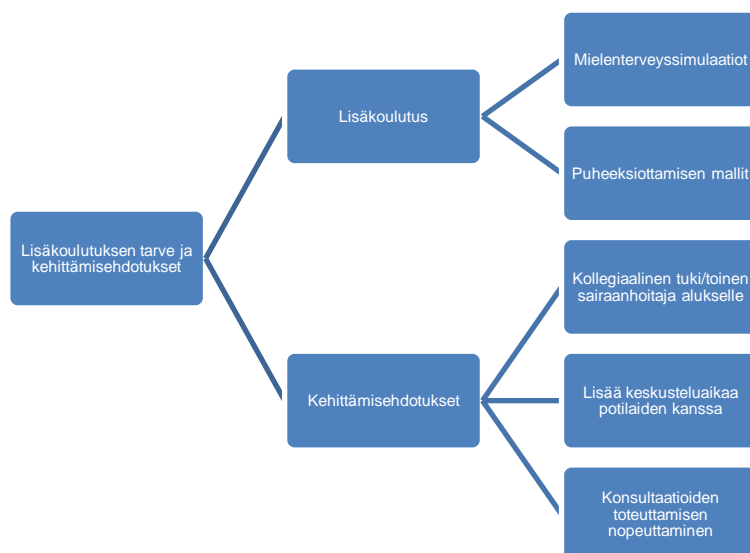 Lisäkoulutuksen tarve ja
kehittämisehdotukset
Lisäkoulutus
Mielenterveyssimulaatiot
Puheeksiottamisen mallit
Kehittämisehdotukset
Kollegiaalinen tuki/toinen
sairaanhoitaja alukselle
Lisää keskusteluaikaa
potilaiden kanssa
Konsultaatioiden
toteuttamisen
nopeuttaminen